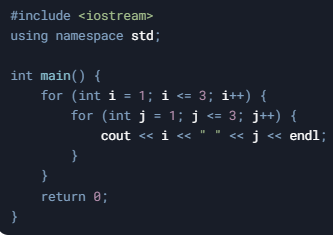 #include <iostream>
using namespace std;

int main() {
    for (int i = 1; i <= 3; i++) {
        for (int j = 1; j <= 3; j++) {
            cout << i << " " << j << endl;
        }
    }
    return 0;
}